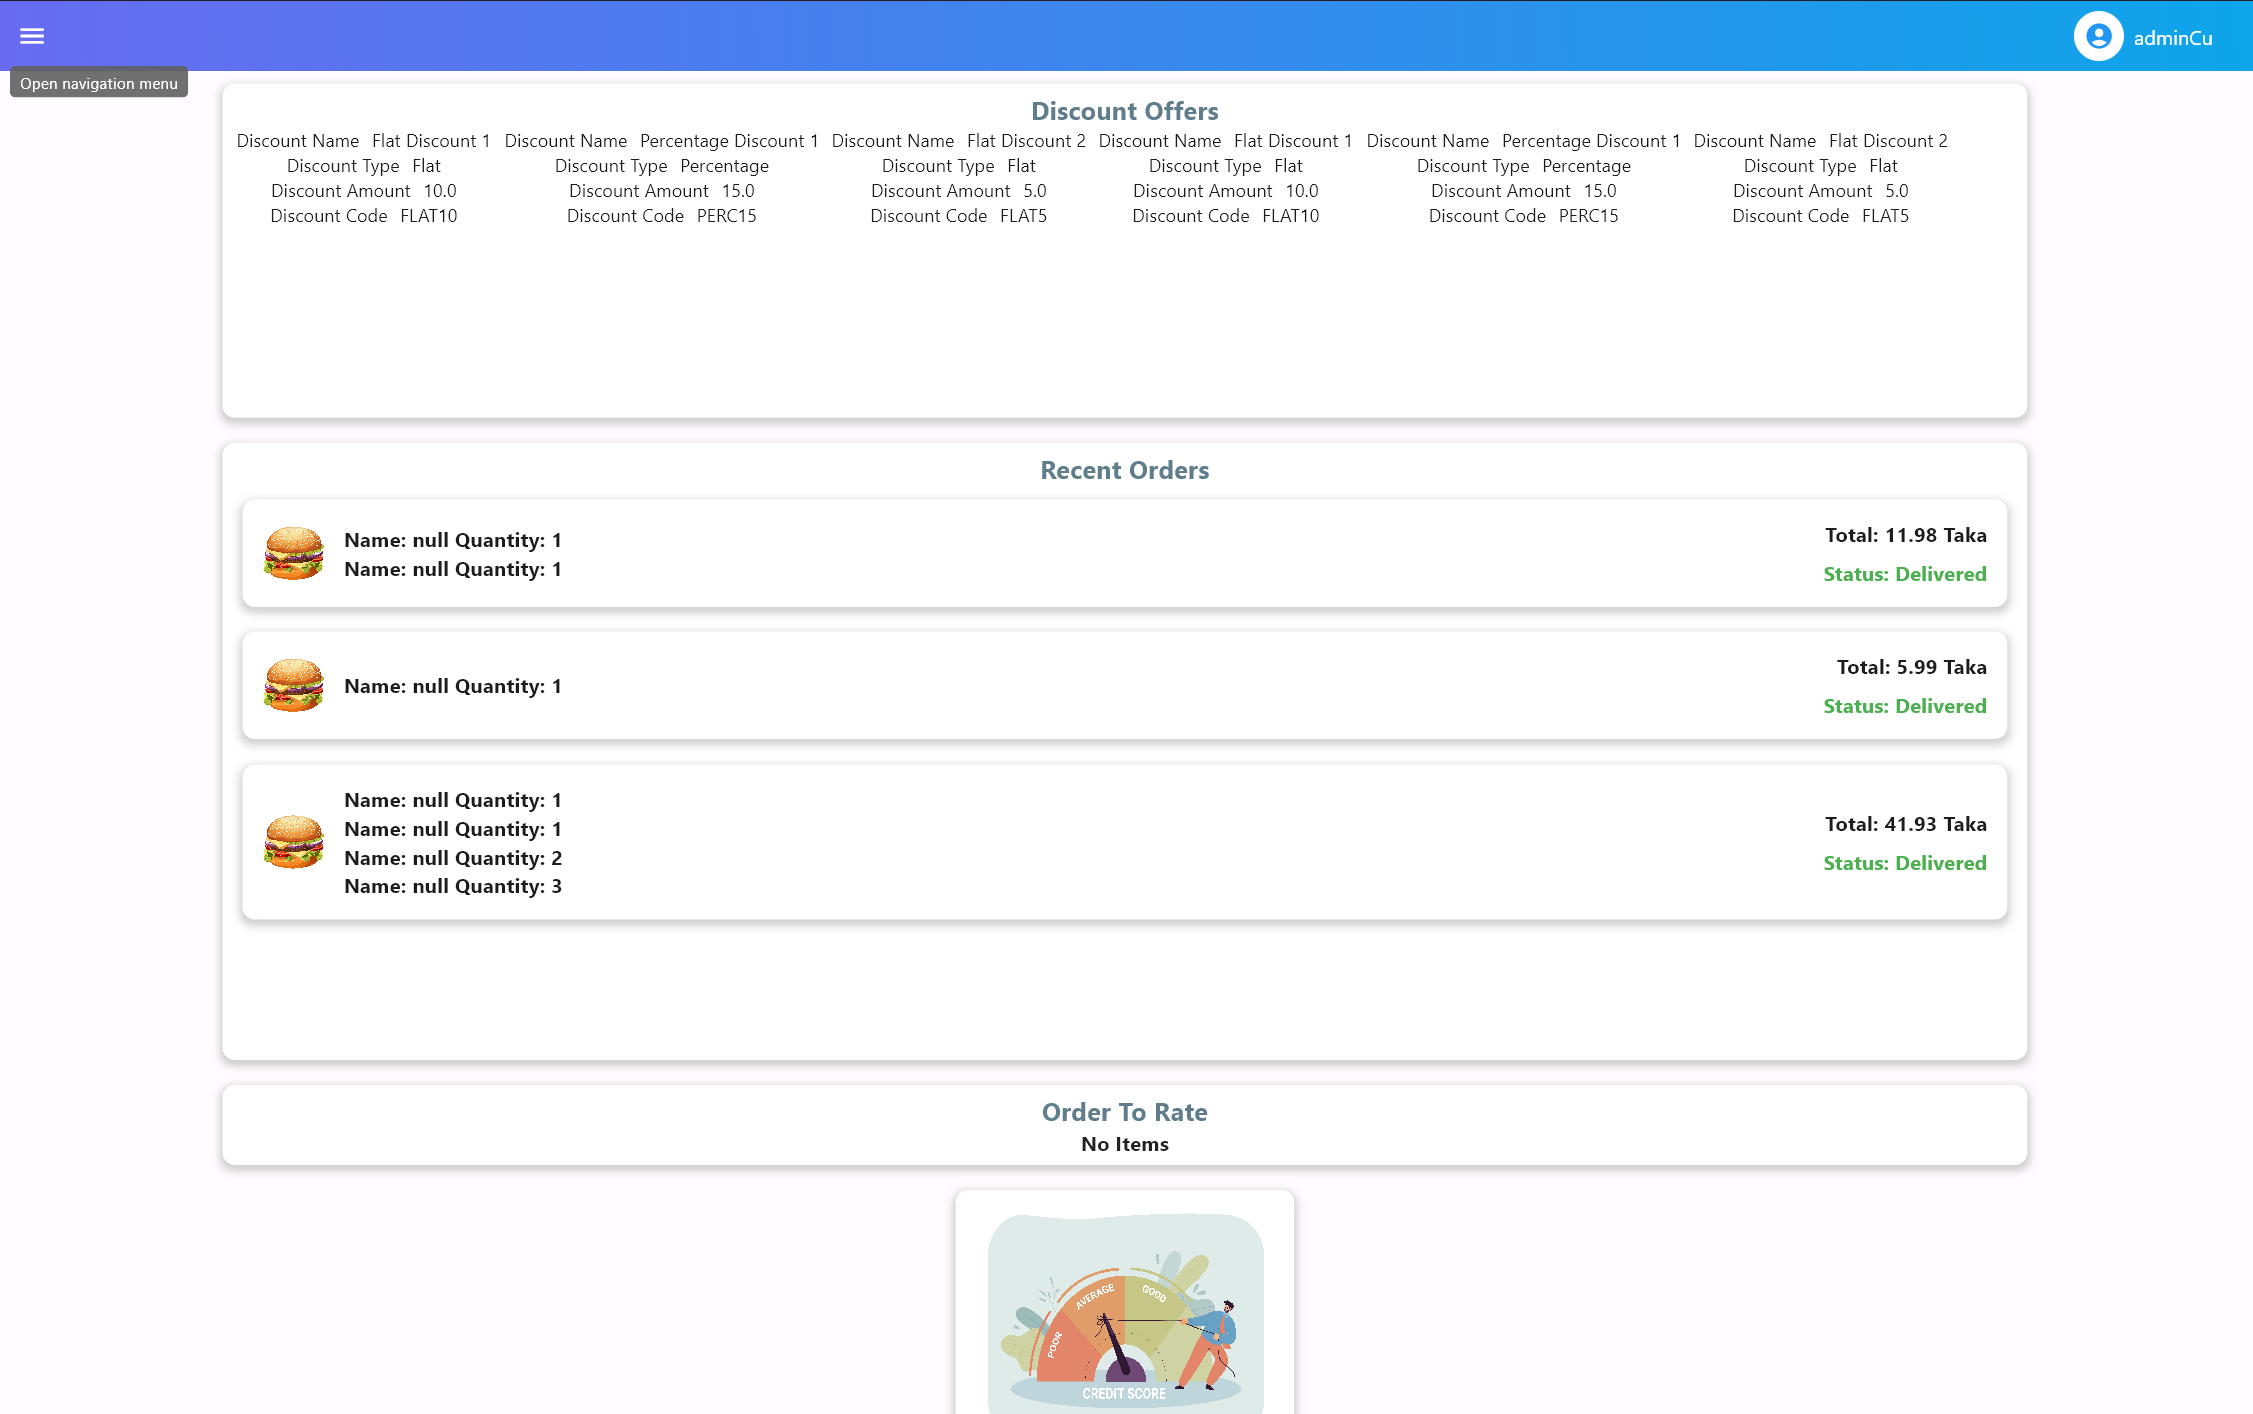 adminCu
Open navigation menu
Discount Offers
Discount Name Flat Discount 1
Discount Type Flat
Discount Amount 10.0
Discount Code FLAT10
Discount Name Percentage Discount 1
Discount Type Percentage
Discount Amount 15.0
Discount Code PERC15
Discount Name Flat Discount 2
Discount Type Flat
Discount Amount 5.0
Discount Code FLAT5
Discount Name Flat Discount 1
Discount Type Flat
Discount Amount 10.0
Discount Code FLAT10
Discount Name Percentage Discount 1
Discount Type Percentage
Discount Amount 15.0
Discount Code PERC15
Discount Name Flat Discount 2
Discount Type Flat
Discount Amount 5.0
Discount Code FLAT5
Recent Orders
Name: null Quantity: 1
Name: null Quantity: 1
Total: 11.98 Taka
Status: Delivered
Name: null Quantity: 1
Total: 5.99 Taka
Status: Delivered
Name: null Quantity: 1
Name: null Quantity: 1
Name: null Quantity: 2
Name: null Quantity: 3
Total: 41.93 Taka
Status: Delivered
Order To Rate
No Items
POOR
AVERAGE
GOOD
CREDIT SCORE